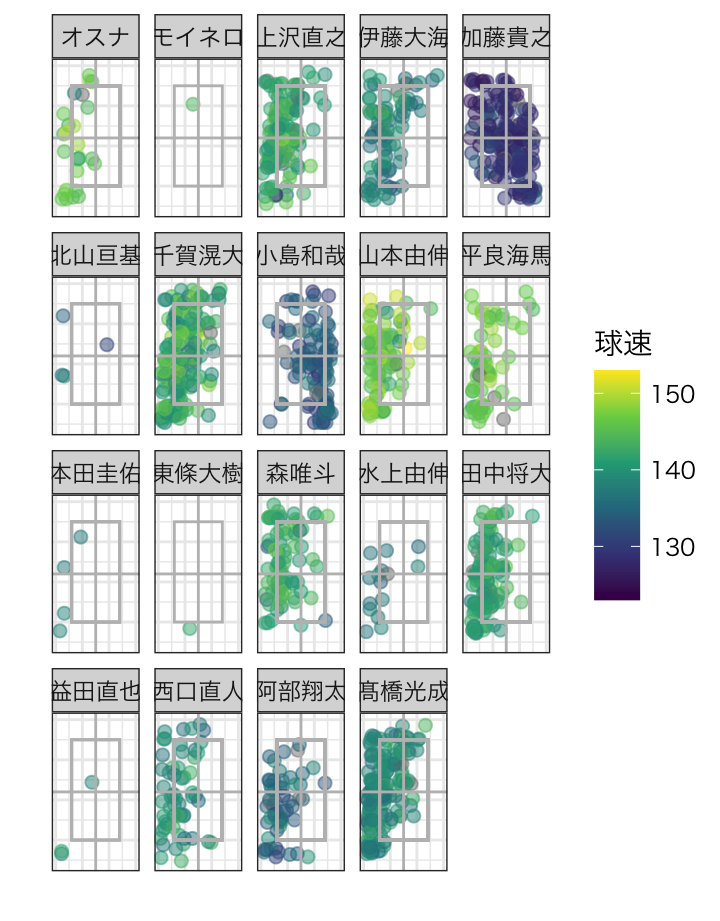 オスナ
モイネロ
上沢直之
伊藤大海
加藤貴之
北山亘基
千賀滉大
小島和哉
山本由伸
平良海馬
球速
150
140
130
本田圭佑
東條大樹
森唯斗
水上由伸
田中将大
益田直也
西口直人
阿部翔太
髙橋光成